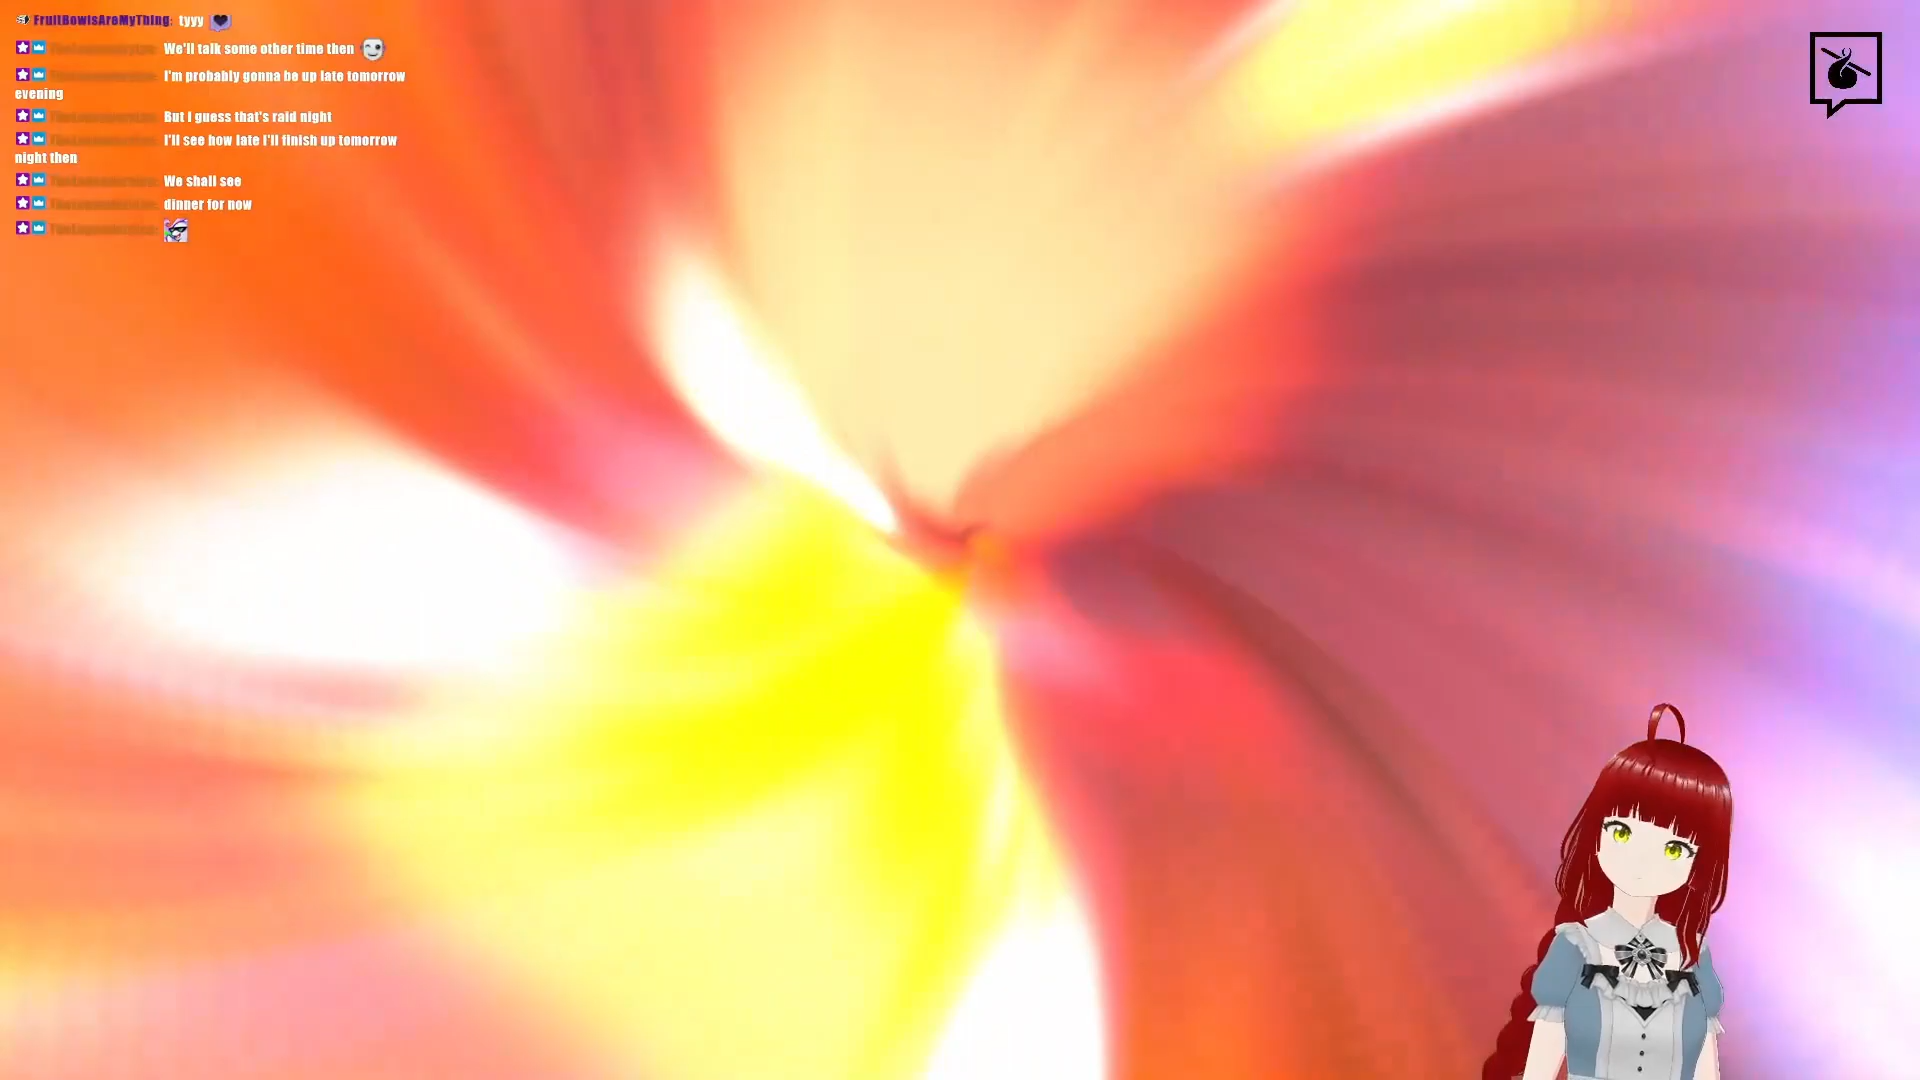 FruitBowlsAreMyThing: tyyy
We'll talk some other time then
I'm probably gonna be up late tomorrow
evening
But I guess that's raid night
I'll see how late I'll finish up tomorrow
night then
We shall see
dinner for now